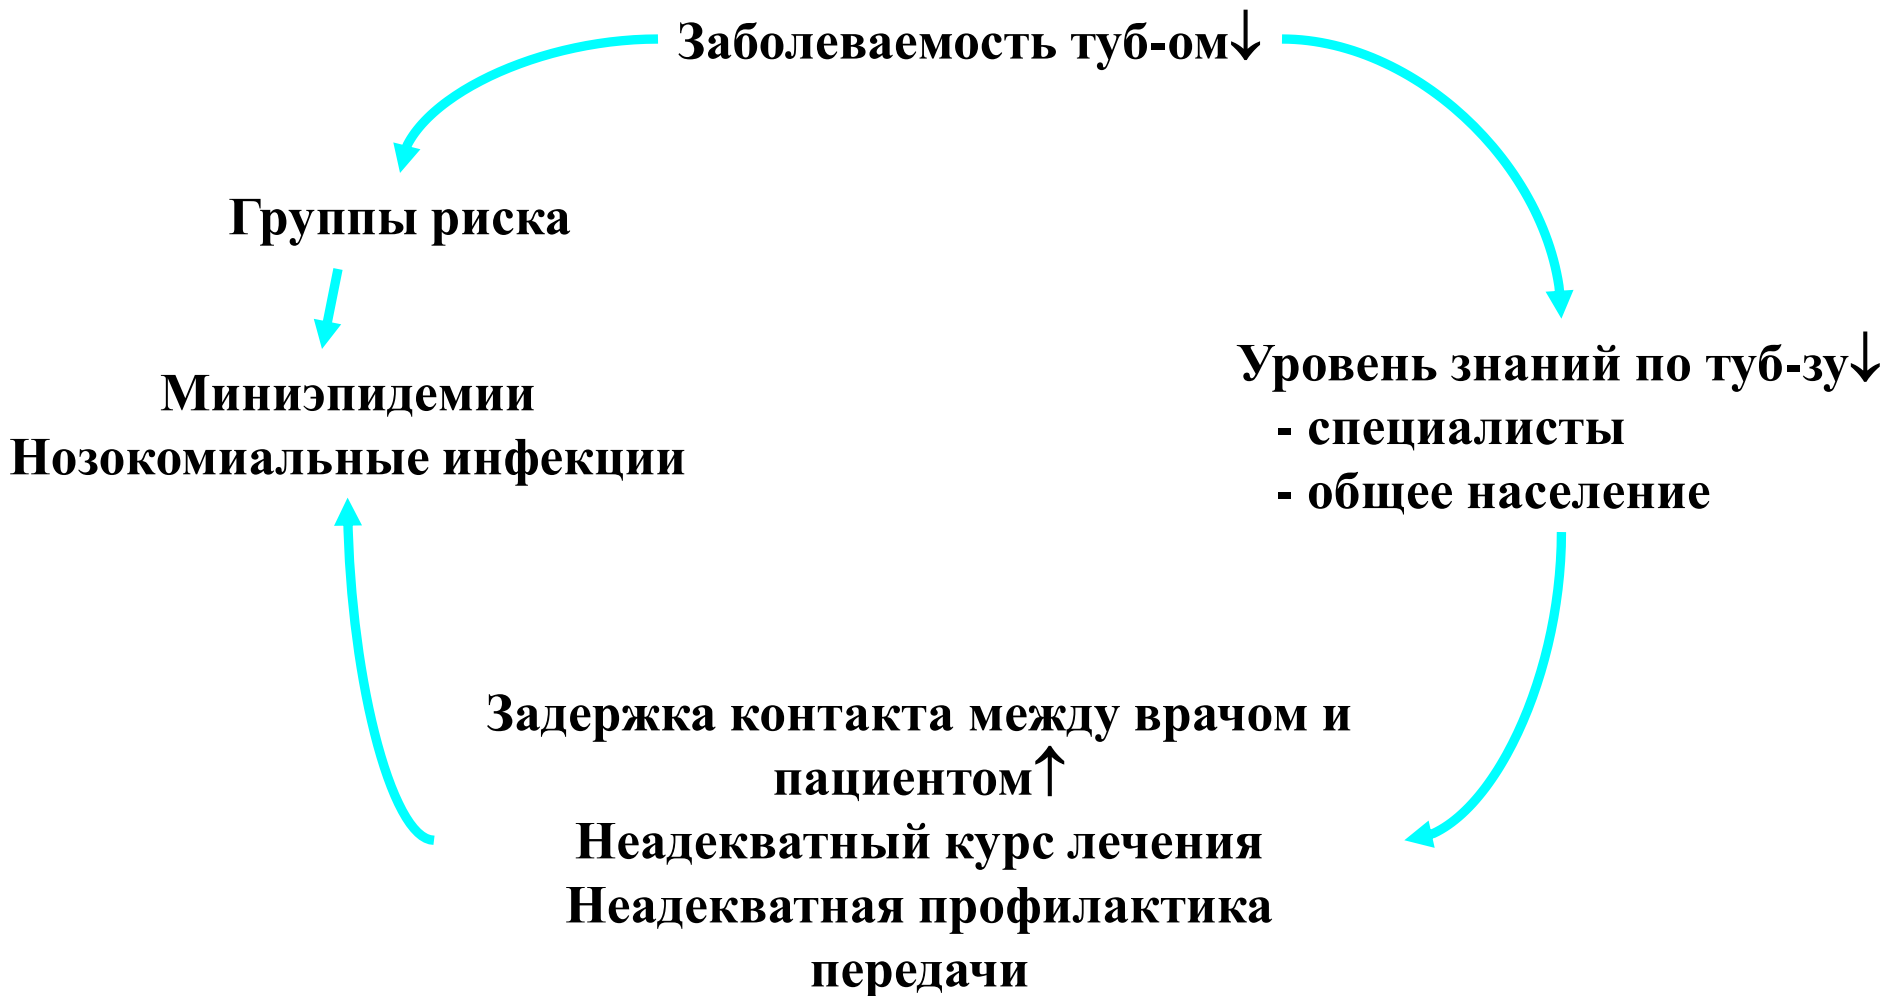 Заболеваемость туб-ом↓
Группы риска
Миниэпидемии
Нозокомиальные инфекции
Уровень знаний по туб-зу↓
- специалисты
- общее население
Задержка контакта между врачом и
пациентом↑
Неадекватный курс лечения
Неадекватная профилактика
передачи